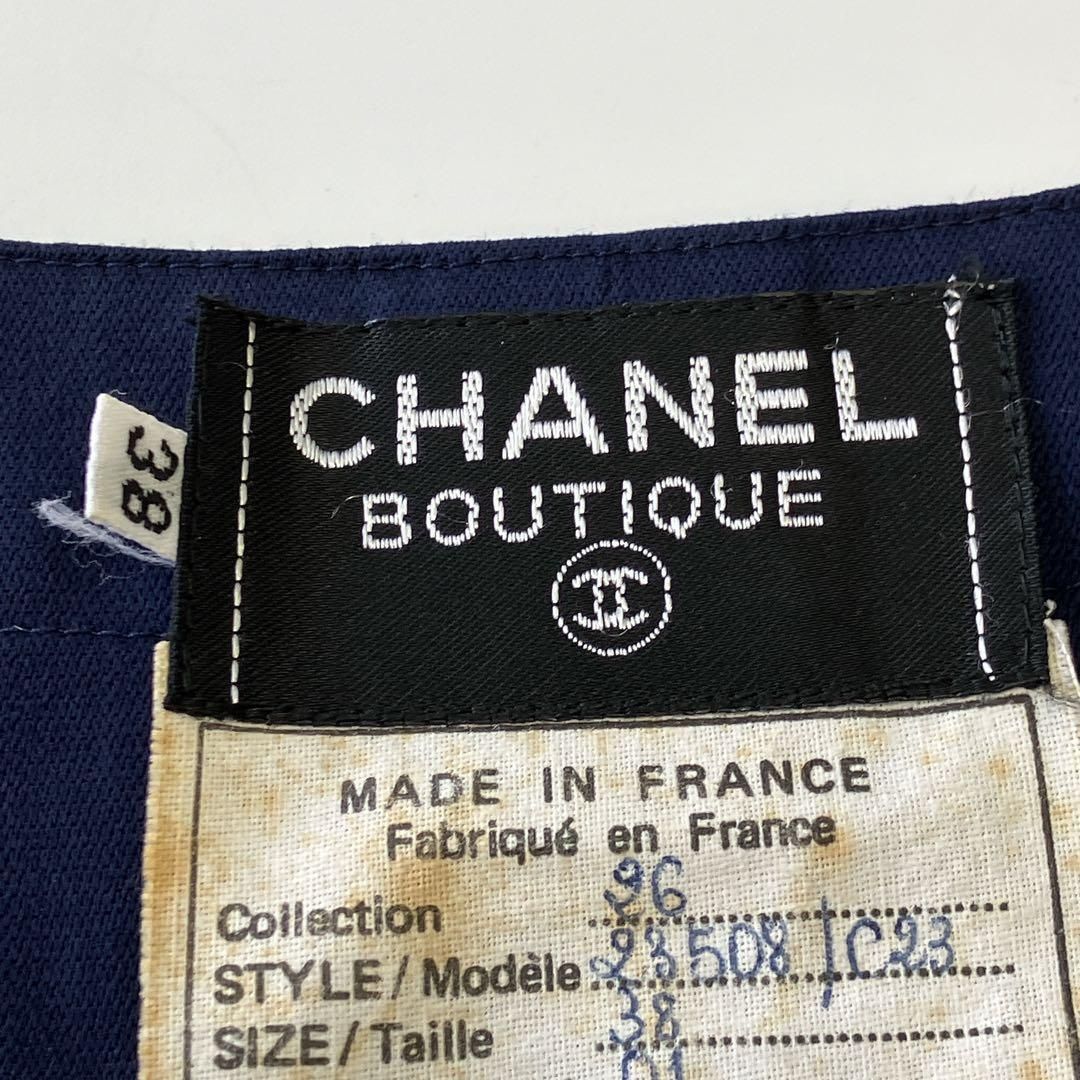 38
CHANEL
BOUTIQUE
MADE IN FRANCE
Fabriqué en France
Collection 26
STYLE/Modèle 23508/C23
SIZE/Taille 38